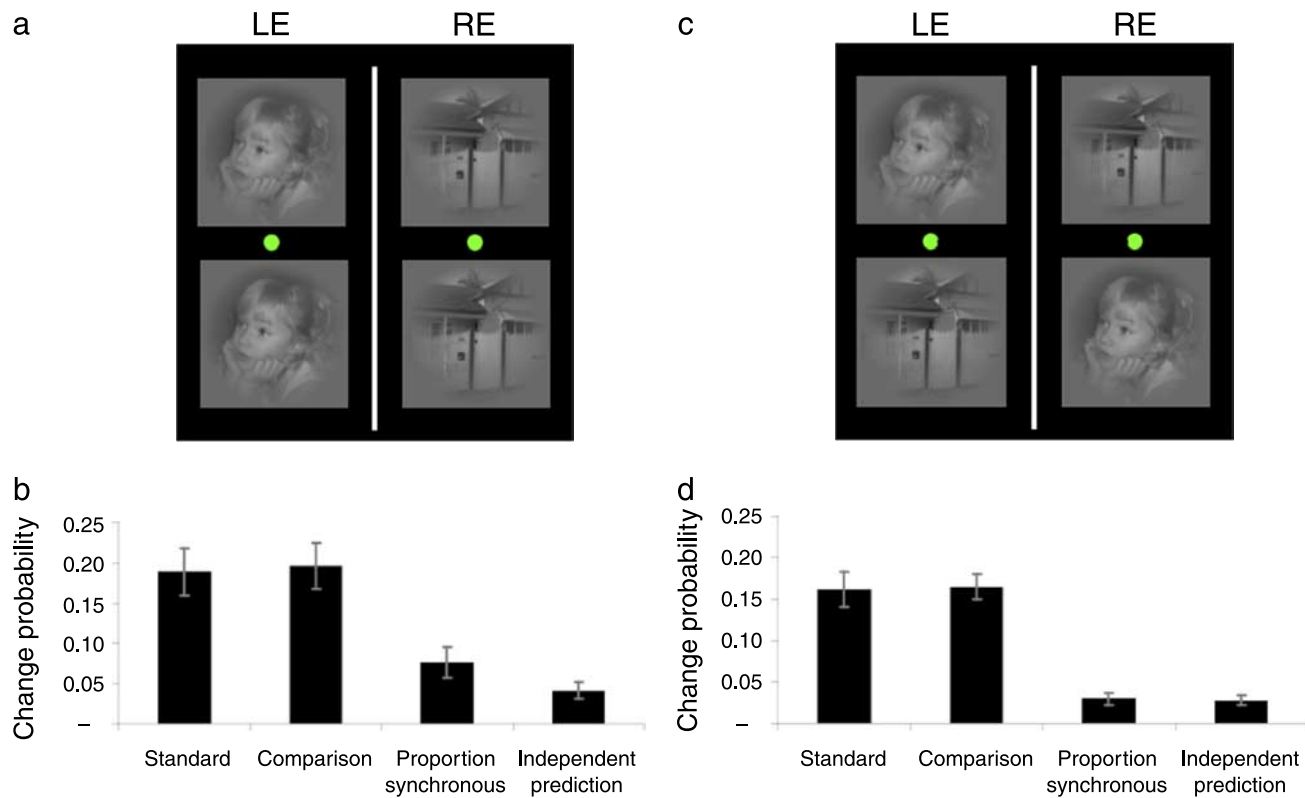 a
LE RE
c
LE RE
b
Change probability
0.25
0.20
0.15
0.10
0.05
–
Standard Comparison Proportion synchronous Independent prediction
d
Change probability
0.25
0.20
0.15
0.10
0.05
–
Standard Comparison Proportion synchronous Independent prediction